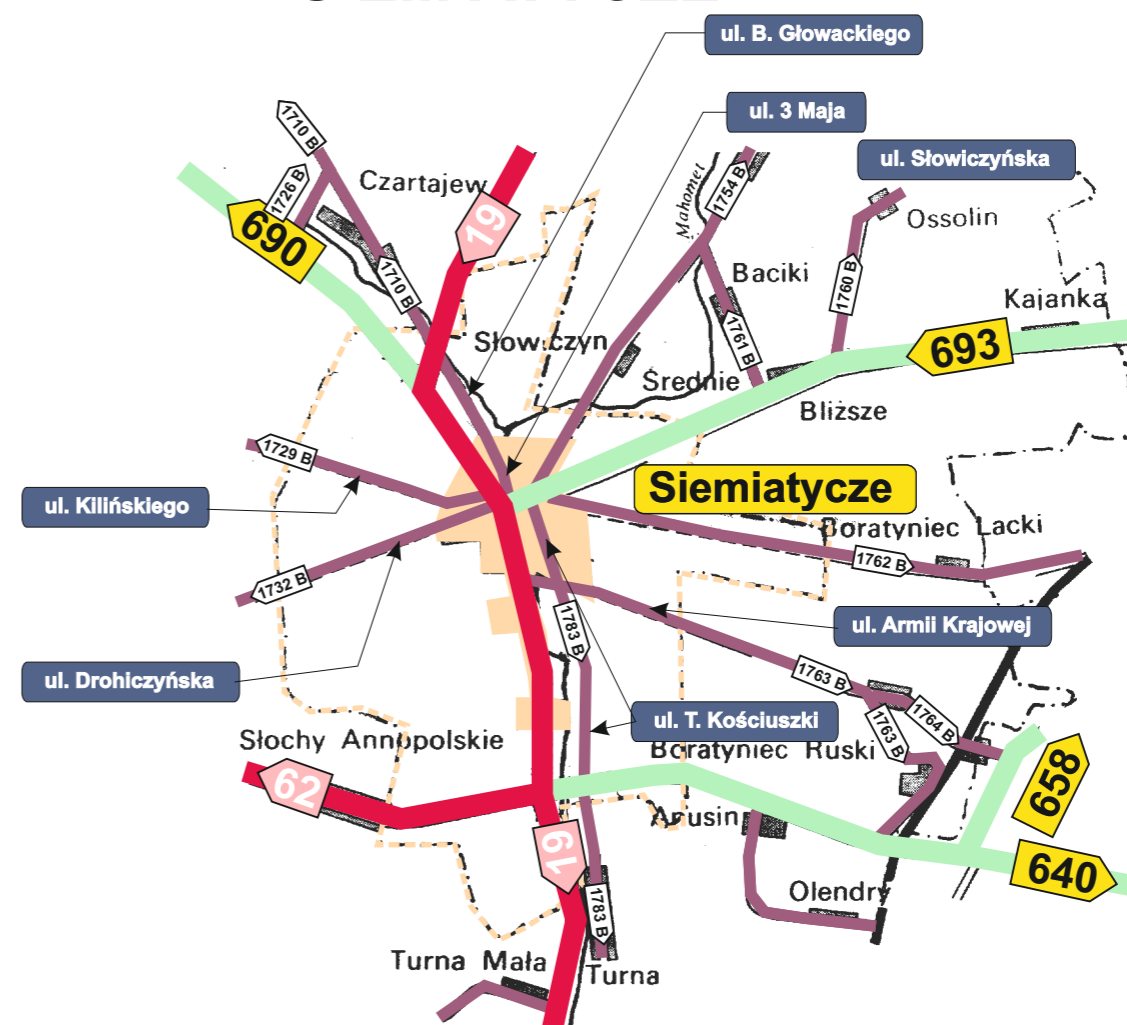 ul. B. Głowackiego
ul. 3 Maja
ul. Słowiczyńska
1710 B
1726 B
Czartajew
19
690
1710 B
Mahomet
1754 B
Ossolin
Baciki
1760 B
Kajanka
1761 B
693
Słowiczyn
Średnie
Bliższe
1729 B
ul. Kilińskiego
Siemiatycze
Boratyniec Lacki
1762 B
1732 B
1783 B
ul. Armii Krajowej
ul. Drohiczyńska
1763 B
ul. T. Kościuszki
1763 B
1764 B
Słochy Annopolskie
Boratyniec Ruski
62
658
Anusin
19
640
Olendry
1783 B
Turna Mała
Turna